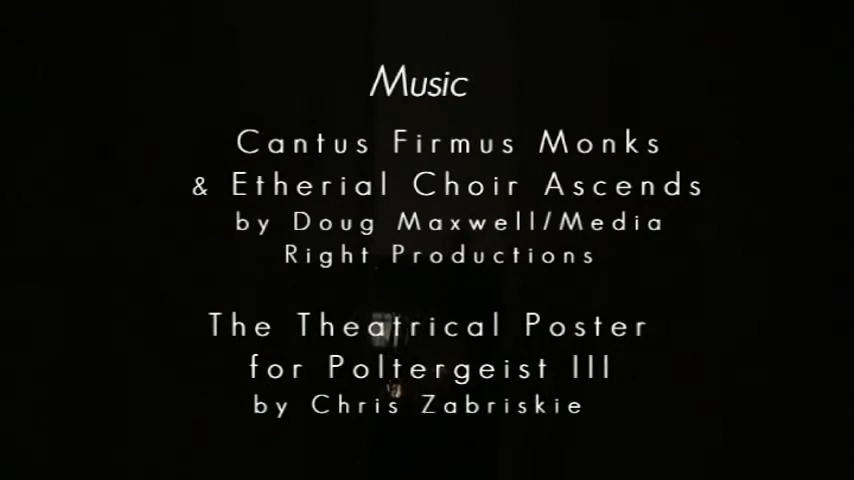 Music
Cantus Firmus Monks
& Etherial Choir Ascends
by Doug Maxwell/Media
Right Productions
The Theatrical Poster
for Poltergeist III
by Chris Zabriskie